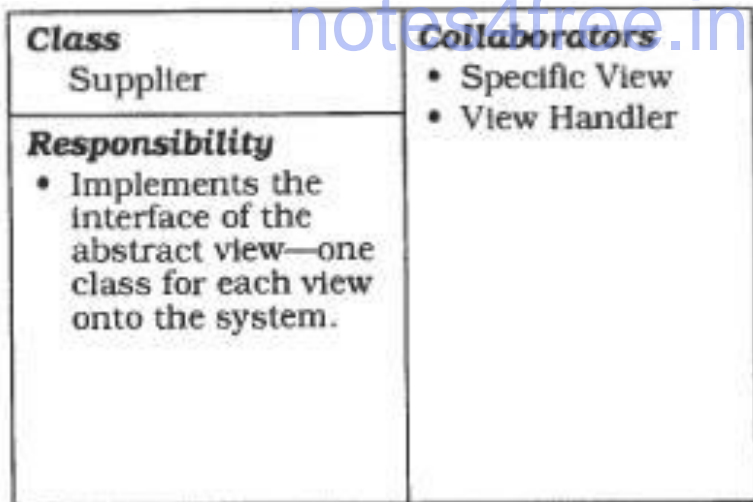 notes4free.in
Class
Supplier
Responsibility
• Implements the
interface of the
abstract view—one
class for each view
onto the system.
Collaborators
• Specific View
• View Handler